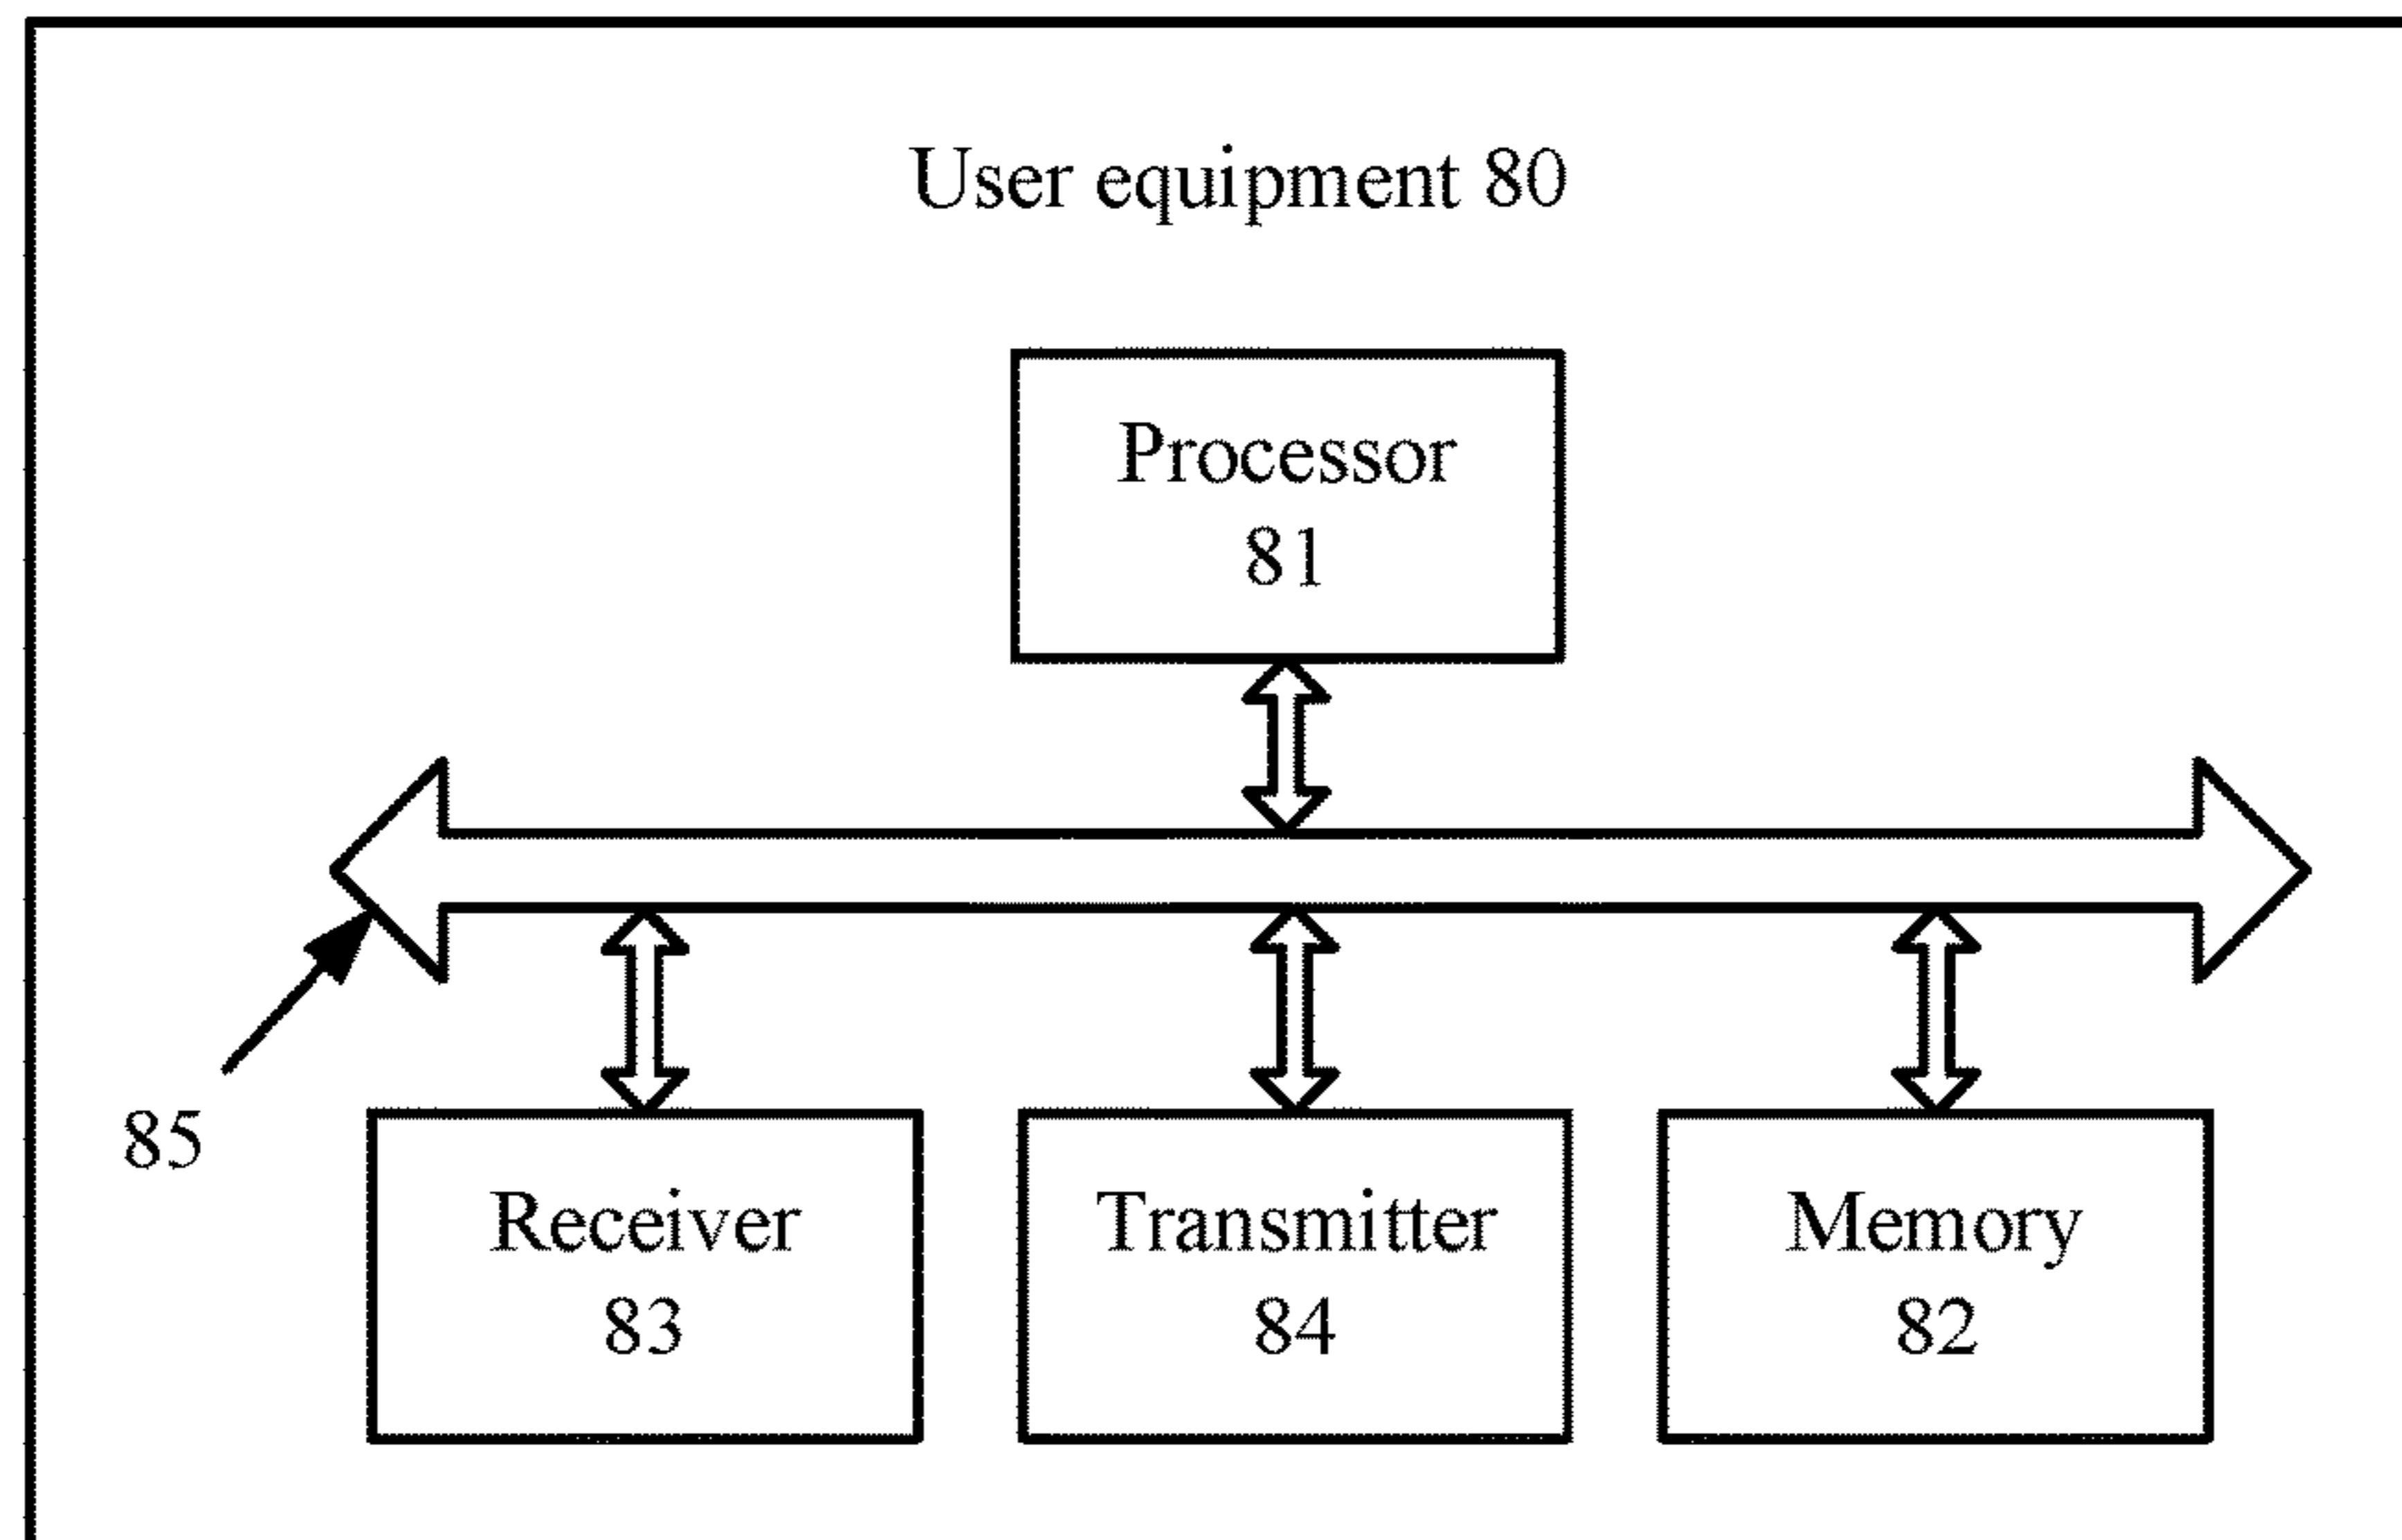 User equipment 80
Processor
81
85
Receiver
83
Transmitter
84
Memory
82